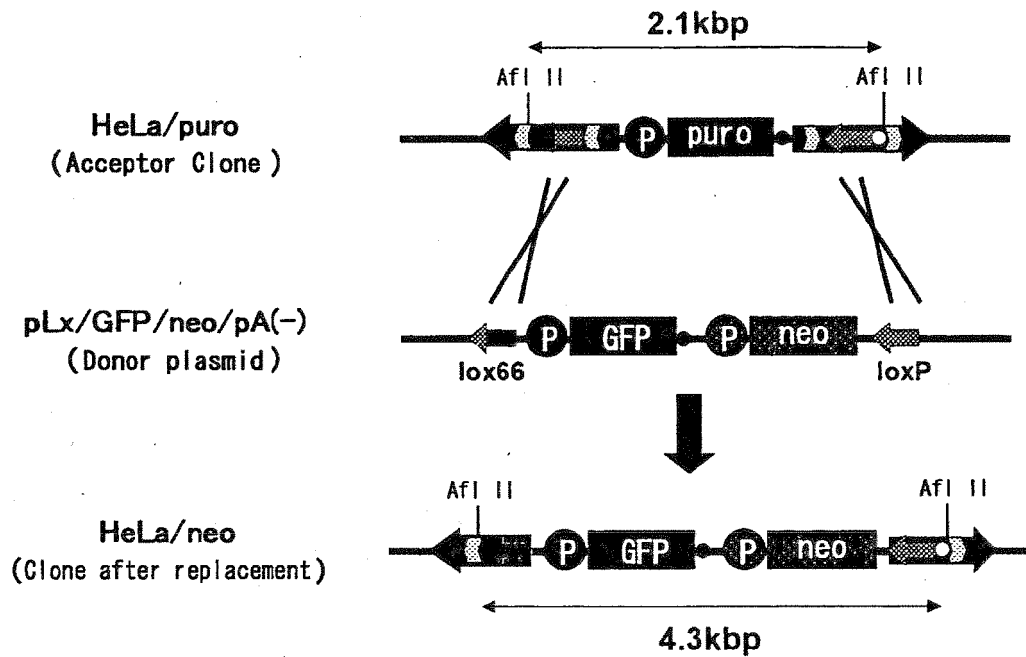 2.1kbp
Afl II
Afl II
HeLa/puro
(Acceptor Clone )
P
puro
pLx/GFP/neo/pA(-)
(Donor plasmid)
P
GFP
P
neo
lox66
loxP
Afl II
Afl II
HeLa/neo
(Clone after replacement)
P
GFP
P
neo
4.3kbp